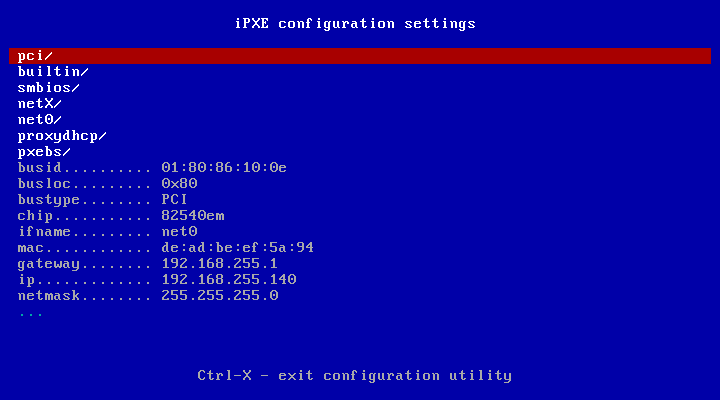 iPXE configuration settings
pci/
builtin/
smbios/
netX/
net0/
proxydhcp/
pxebs/
busid.......... 01:80:86:10:0e
busloc......... 0x80
bustype........ PCI
chip........... 82540em
ifname......... net0
mac............ de:ad:be:ef:5a:94
gateway........ 192.168.255.1
ip............. 192.168.255.140
netmask........ 255.255.255.0
...
Ctrl-X - exit configuration utility